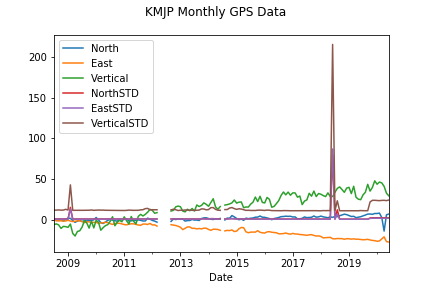 KMJP Monthly GPS Data
North
East
Vertical
NorthSTD
EastSTD
VerticalSTD
200
150
100
50
0
2009 2011 2013 2015 2017 2019
Date